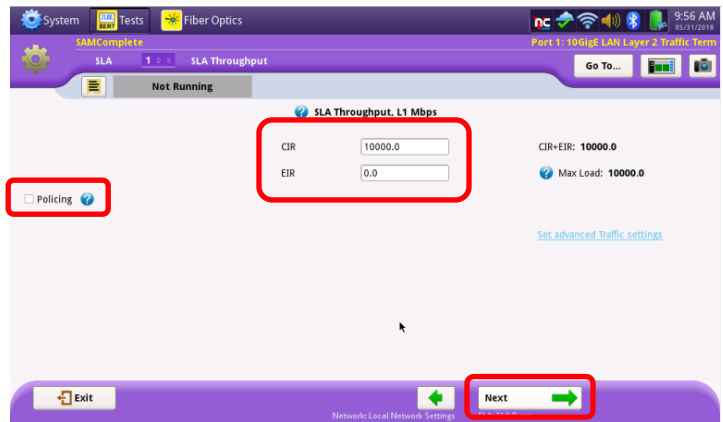 System Tests Fiber Optics nc 9:56 AM
05/31/2018
SAMComplete Port 1: 10GigE LAN Layer 2 Traffic Term
SLA 1 2 3 SLA Throughput Go To...
Not Running
SLA Throughput, L1 Mbps
CIR 10000.0 CIR+EIR: 10000.0
EIR 0.0 Max Load: 10000.0
Policing
Set advanced Traffic settings
Exit Next
Network: Local Network Settings